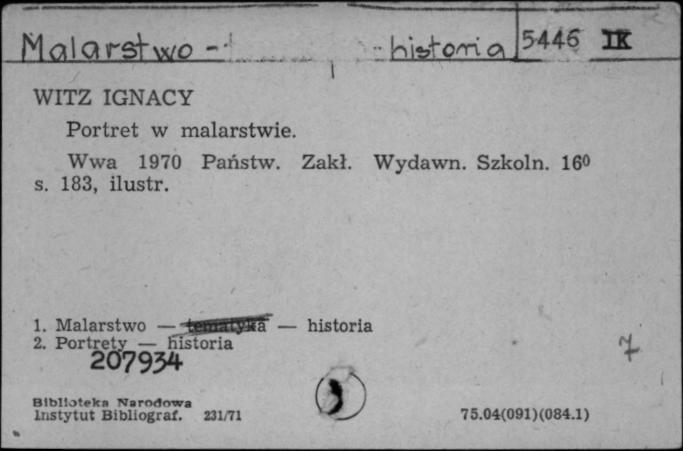 Malarstwo - - historia 5446 IK
WITZ IGNACY
Portret w malarstwie.
Wwa 1970 Państw. Zakł. Wydawn. Szkoln. 16⁰
s. 183, ilustr.
1. Malarstwo — tematyka — historia
2. Portrety — historia
207934
7
Biblioteka Narodowa
Instytut Bibliograf. 231/71
75.04(091)(084.1)